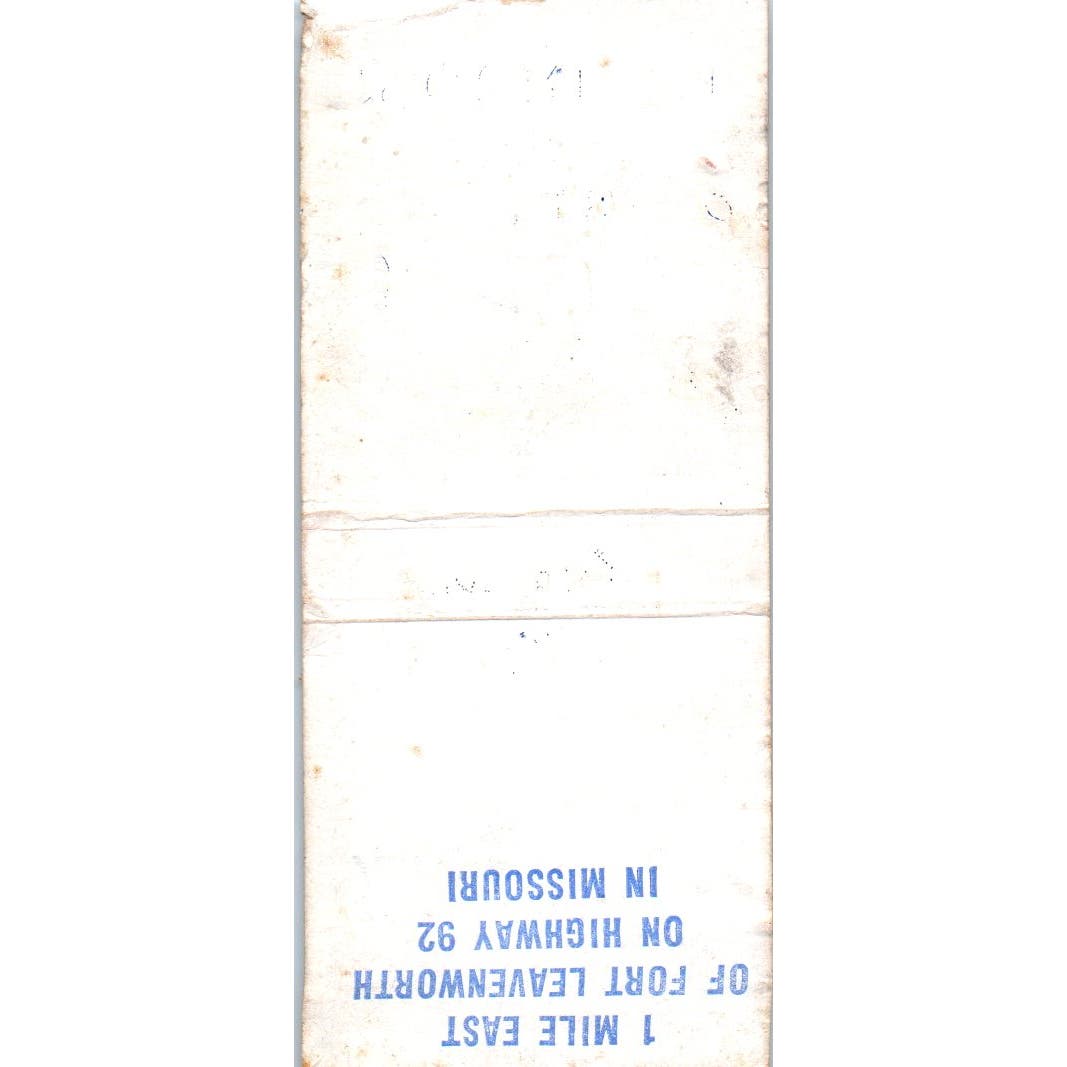 1 MILE EAST
OF FORT LEAVENWORTH
ON HIGHWAY 92
IN MISSOURI